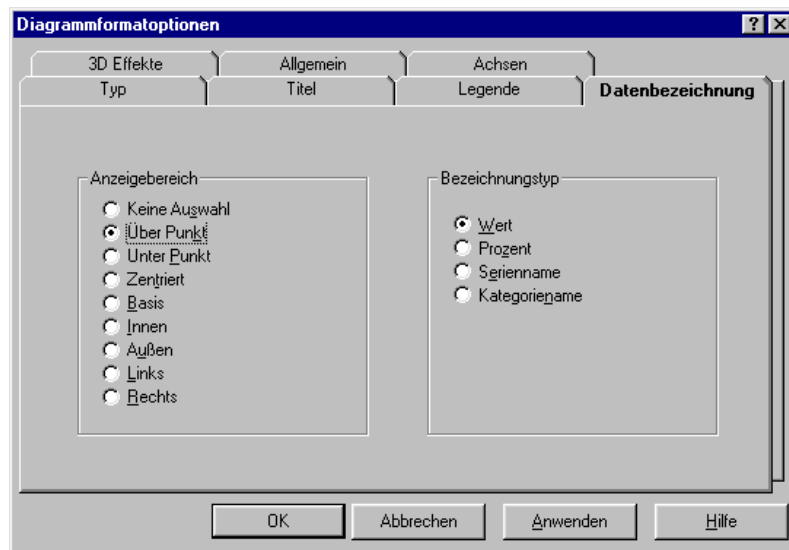 Diagrammformatoptionen
3D Effekte Allgemein Achsen
Typ Titel Legende Datenbezeichnung
Anzeigebereich
Keine Auswahl
Über Punkt
Unter Punkt
Zentriert
Basis
Innen
Außen
Links
Rechts
Bezeichnungstyp
Wert
Prozent
Serienname
Kategoriename
OK Abbrechen Anwenden Hilfe